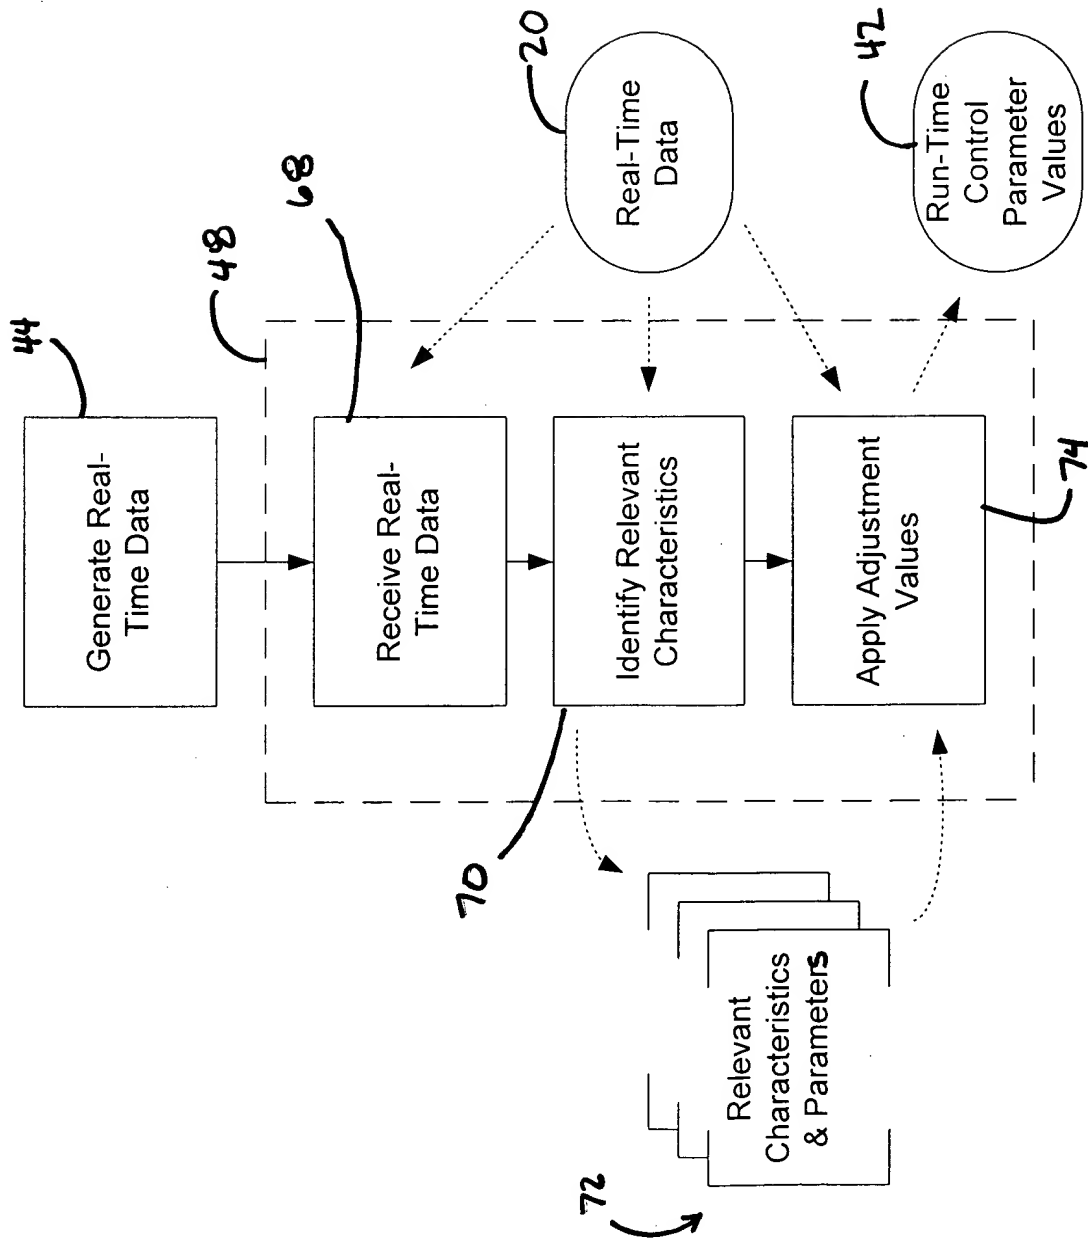 44
Generate Real-
Time Data
48
68
Receive Real-
Time Data
20
Real-Time
Data
70
Identify Relevant
Characteristics
72
Relevant
Characteristics
& Parameters
Apply Adjustment
Values
74
42
Run-Time
Control
Parameter
Values